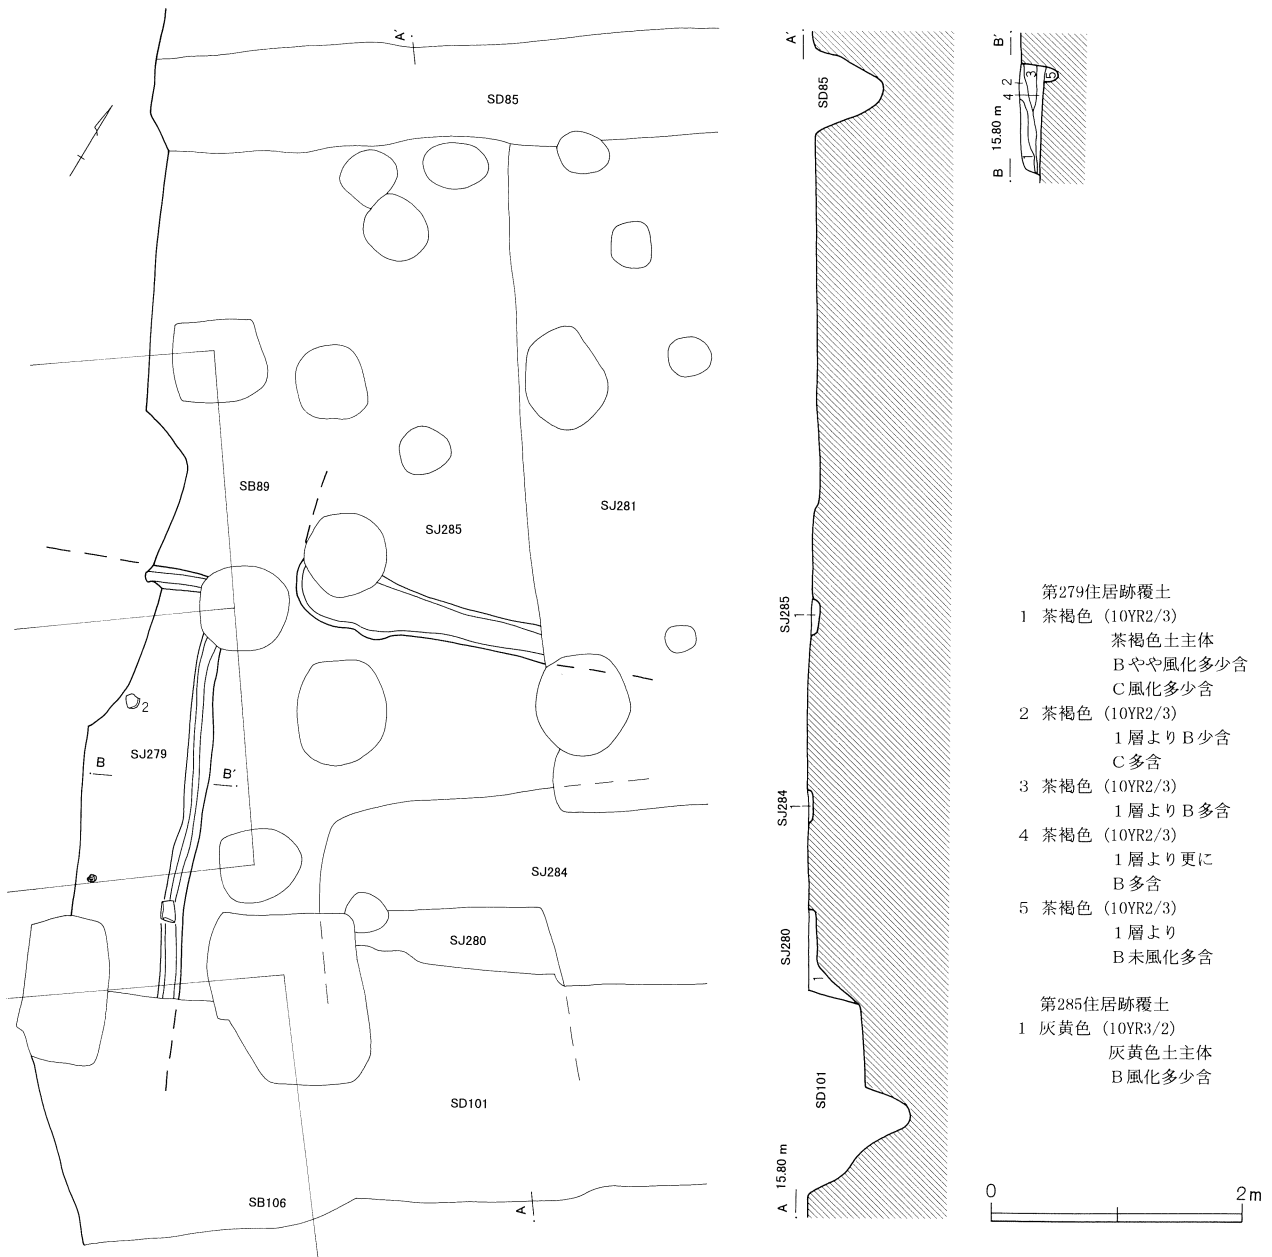 A′
SD85
SB89
SJ285
SJ281
2
SJ279
B
B′
SJ284
SJ280
SD101
SB106
A
A′
SD85
SJ285
SJ284
SJ280
1
SD101
A 15.80 m
B′
3
5
2
4
1
B 15.80 m
第279住居跡覆土
1 茶褐色 (10YR2/3)
茶褐色土主体
Bやや風化多少含
C風化多少含
2 茶褐色 (10YR2/3)
1層よりB少含
C多含
3 茶褐色 (10YR2/3)
1層よりB多含
4 茶褐色 (10YR2/3)
1層より更に
B多含
5 茶褐色 (10YR2/3)
1層より
B未風化多含
第285住居跡覆土
1 灰黄色 (10YR3/2)
灰黄色土主体
B風化多少含
0 2m